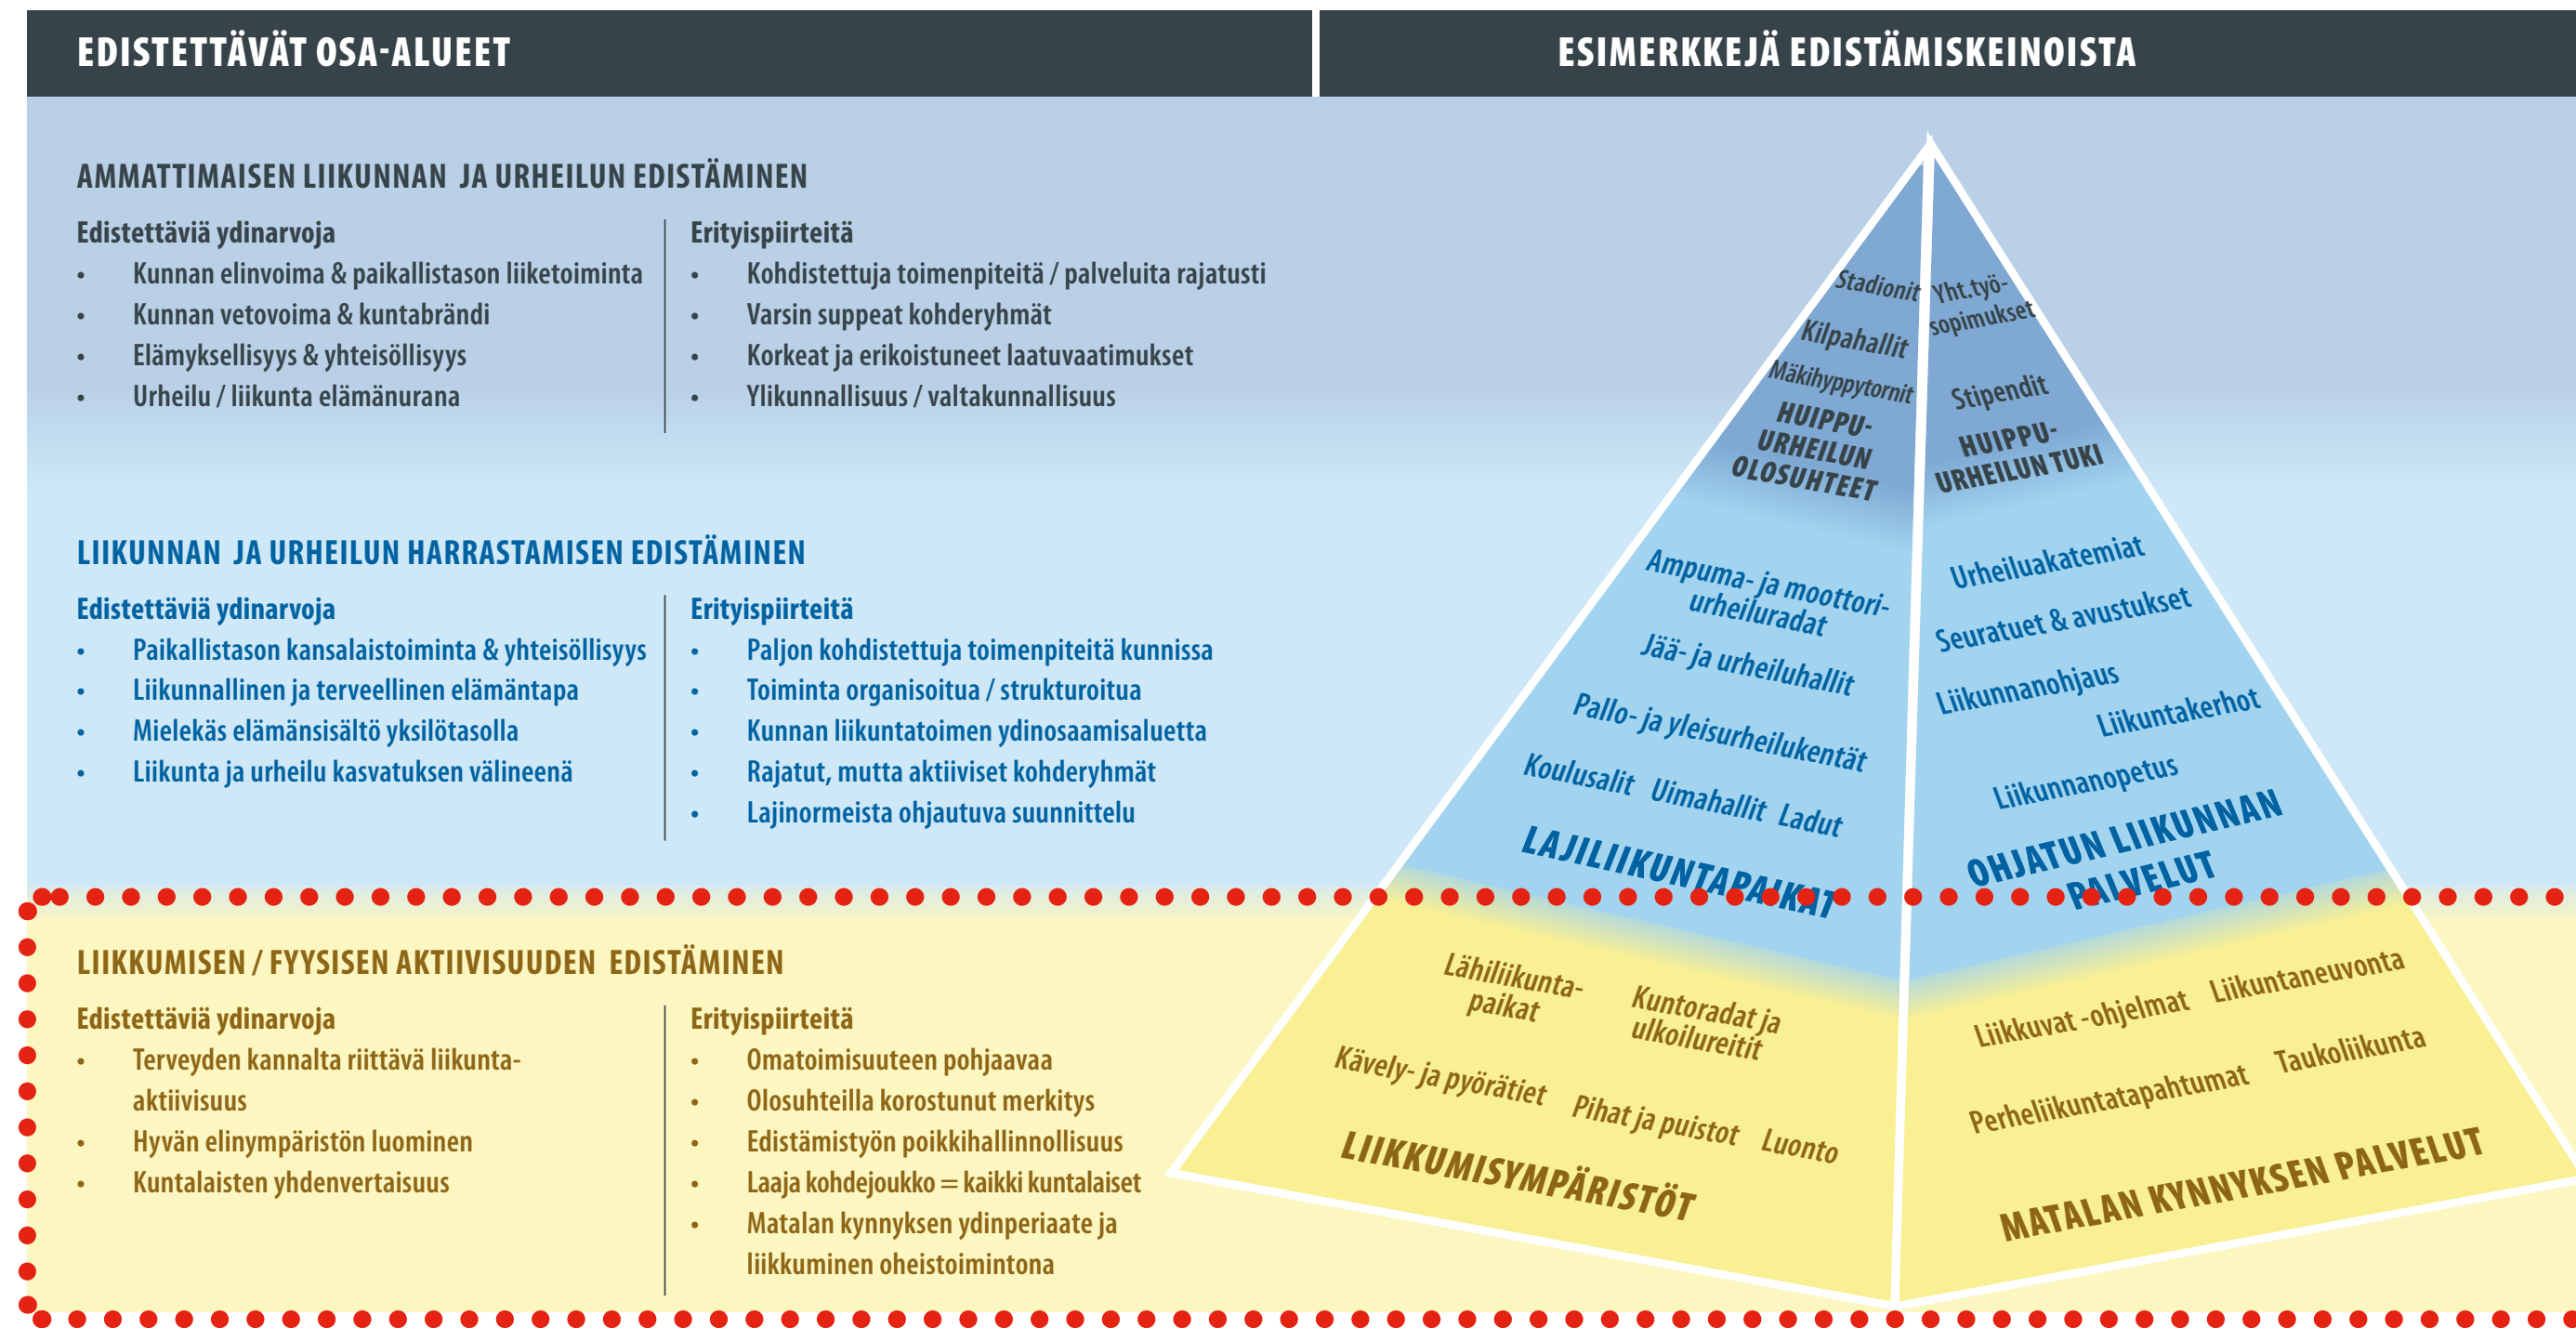 EDISTETTÄVÄT OSA-ALUEET
ESIMERKKEJÄ EDISTÄMISKEINOISTA
AMMATTIMAISEN LIIKUNNAN JA URHEILUN EDISTÄMINEN
Edistettäviä ydinarvoja
• Kunnan elinvoima & paikallistason liiketoiminta
• Kunnan vetovoima & kuntabrändi
• Elämyksellisyys & yhteisöllisyys
• Urheilu / liikunta elämänurana
Erityispiirteitä
• Kohdistettuja toimenpiteitä / palveluita rajatusti
• Varsin suppeat kohderyhmät
• Korkeat ja erikoistuneet laatuvaatimukset
• Ylikunnallisuus / valtakunnallisuus
LIIKUNNAN JA URHEILUN HARRASTAMISEN EDISTÄMINEN
Edistettäviä ydinarvoja
• Paikallistason kansalaistoiminta & yhteisöllisyys
• Liikunnallinen ja terveellinen elämäntapa
• Mielekäs elämänsisältö yksilötasolla
• Liikunta ja urheilu kasvatuksen välineenä
Erityispiirteitä
• Paljon kohdistettuja toimenpiteitä kunnissa
• Toiminta organisoitua / strukturoitua
• Kunnan liikuntatoimen ydinosaamisaluetta
• Rajatut, mutta aktiiviset kohderyhmät
• Lajinormeista ohjautuva suunnittelu
LIIKKUMISEN / FYYSISEN AKTIIVISUUDEN EDISTÄMINEN
Edistettäviä ydinarvoja
• Terveyden kannalta riittävä liikunta-
aktiivisuus
• Hyvän elinympäristön luominen
• Kuntalaisten yhdenvertaisuus
Erityispiirteitä
• Omatoimisuuteen pohjaavaa
• Olosuhteilla korostunut merkitys
• Edistämistyön poikkihallinnollisuus
• Laaja kohdejoukko = kaikki kuntalaiset
• Matalan kynnyksen ydinperiaate ja
liikkuminen oheistoimintona
Stadionit
Kilpahallit
Mäkihyppytornit
HUIPPU-
URHEILUN
OLOSUHTEET
Yht.työ-
sopimukset
Stipendit
HUIPPU-
URHEILUN TUKI
Ampuma- ja moottori-
urheiluradat
Jää- ja urheiluhallit
Pallo- ja yleisurheilukentät
Koulusalit Uimahallit Ladut
LAJILIIKUNTAPAIKAT
Urheiluakatemiat
Seuratuet & avustukset
Liikunnanohjaus
Liikuntakerhot
Liikunnanopetus
OHJATUN LIIKUNNAN
PALVELUT
Lähiliikunta-
paikat
Kuntoradat ja
ulkoilureitit
Kävely- ja pyörätiet Pihat ja puistot Luonto
LIIKKUMISYMPÄRISTÖT
Liikkuvat -ohjelmat Liikuntaneuvonta
Perheliikuntatapahtumat Taukoliikunta
MATALAN KYNNYKSEN PALVELUT